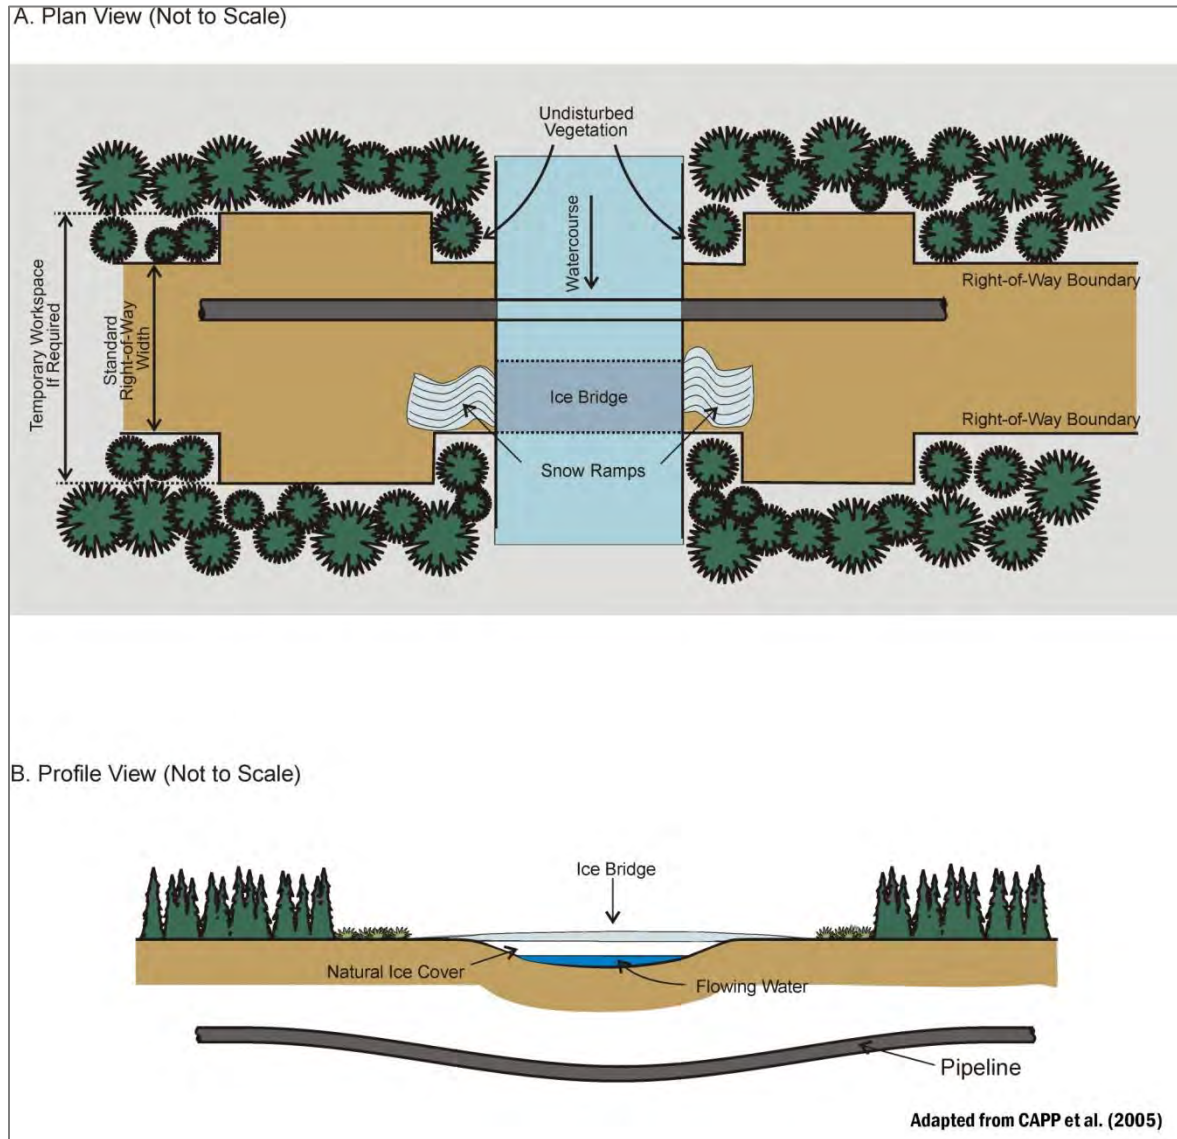 A. Plan View (Not to Scale)
Undisturbed
Vegetation
Watercourse
Temporary Workspace
If Required
Standard
Right-of-Way
Width
Right-of-Way Boundary
Ice Bridge
Right-of-Way Boundary
Snow Ramps
B. Profile View (Not to Scale)
Ice Bridge
Natural Ice Cover
Flowing Water
Pipeline
Adapted from CAPP et al. (2005)